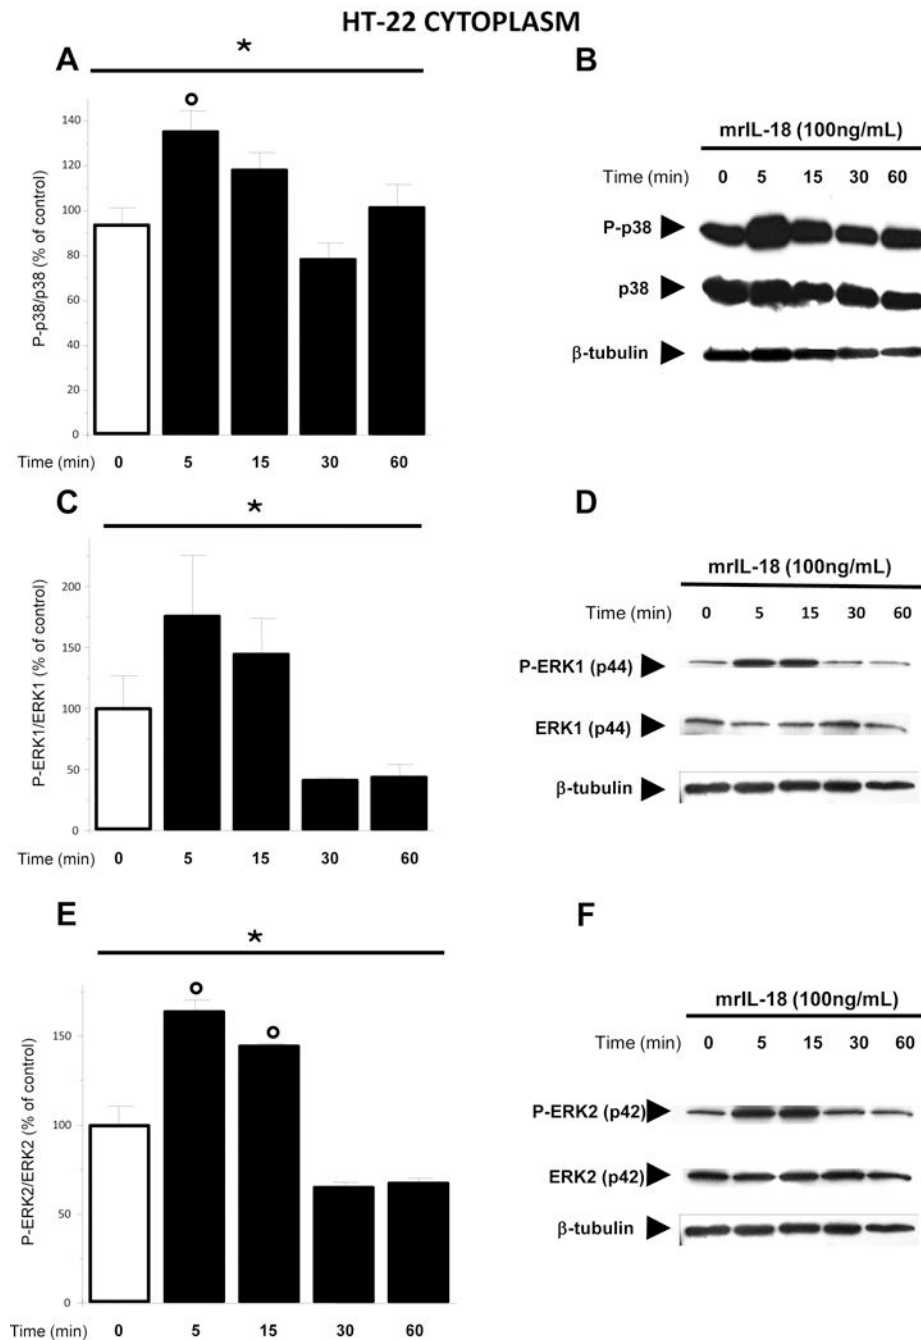 HT-22 CYTOPLASM
A
*
140
120
100
80
60
40
20
0
P-p38/p38 (% of control)
Time (min) 0 5 15 30 60
B
mrIL-18 (100ng/mL)
Time (min) 0 5 15 30 60
P-p38
p38
β-tubulin
C
*
200
150
100
50
0
P-ERK1/ERK1 (% of control)
Time (min) 0 5 15 30 60
D
mrIL-18 (100ng/mL)
Time (min) 0 5 15 30 60
P-ERK1 (p44)
ERK1 (p44)
β-tubulin
E
*
150
100
50
0
P-ERK2/ERK2 (% of control)
Time (min) 0 5 15 30 60
F
mrIL-18 (100ng/mL)
Time (min) 0 5 15 30 60
P-ERK2 (p42)
ERK2 (p42)
β-tubulin